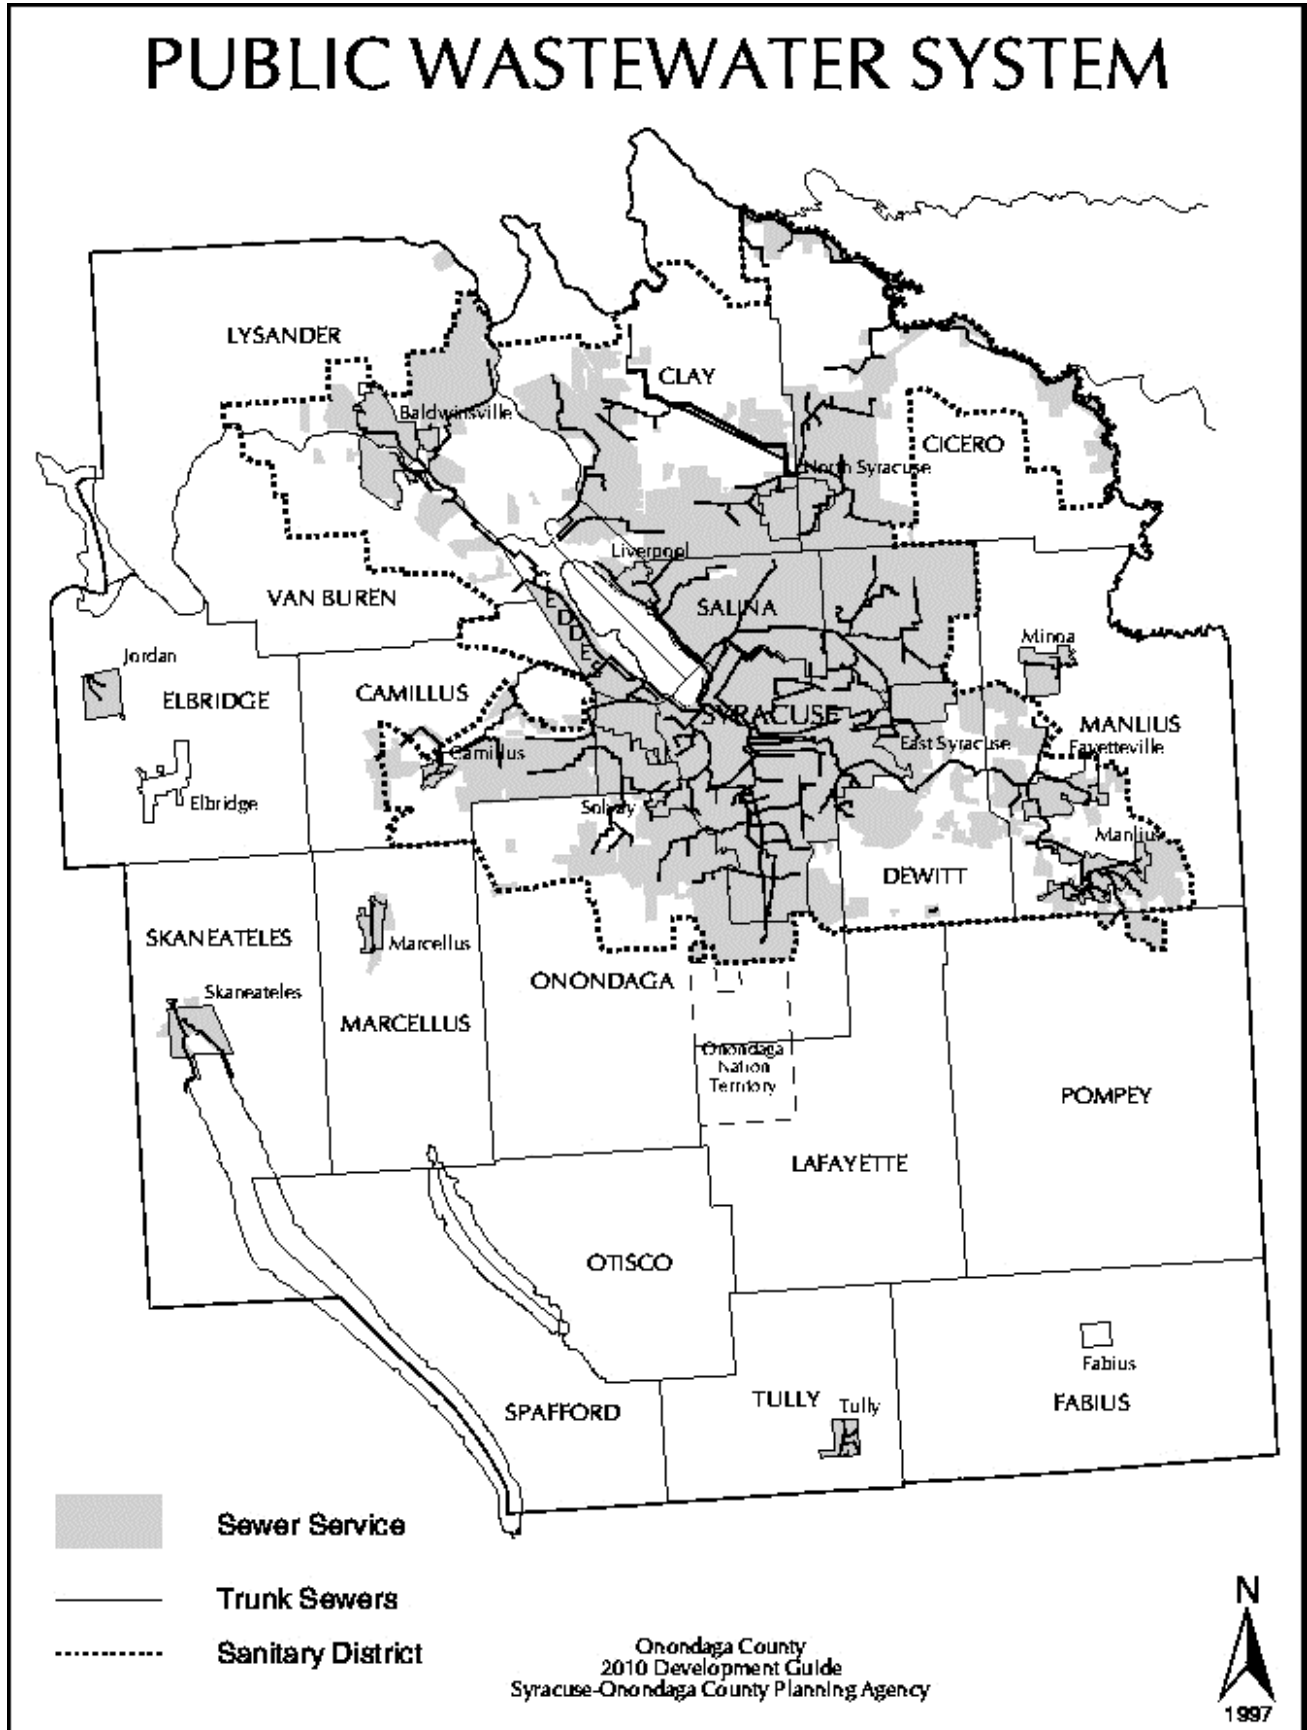 PUBLIC WASTEWATER SYSTEM
LYSANDER
CLAY
Baldwinsville
CICERO
North Syracuse
Liverpool
VAN BUREN
GEDDES
SALINA
Minoa
Jordan
ELBRIDGE
CAMILLUS
SYRACUSE
MANLIUS
East Syracuse
Fayetteville
Camillus
Elbridge
Solvay
Manlius
DEWITT
SKANEATELES
Marcellus
ONONDAGA
Skaneateles
MARCELLUS
Onondaga
Nation
Territory
POMPEY
LAFAYETTE
OTISCO
Fabius
TULLY
Tully
FABIUS
SPAFFORD
Sewer Service
Trunk Sewers
Sanitary District
Onondaga County
2010 Development Guide
Syracuse-Onondaga County Planning Agency
N
1997